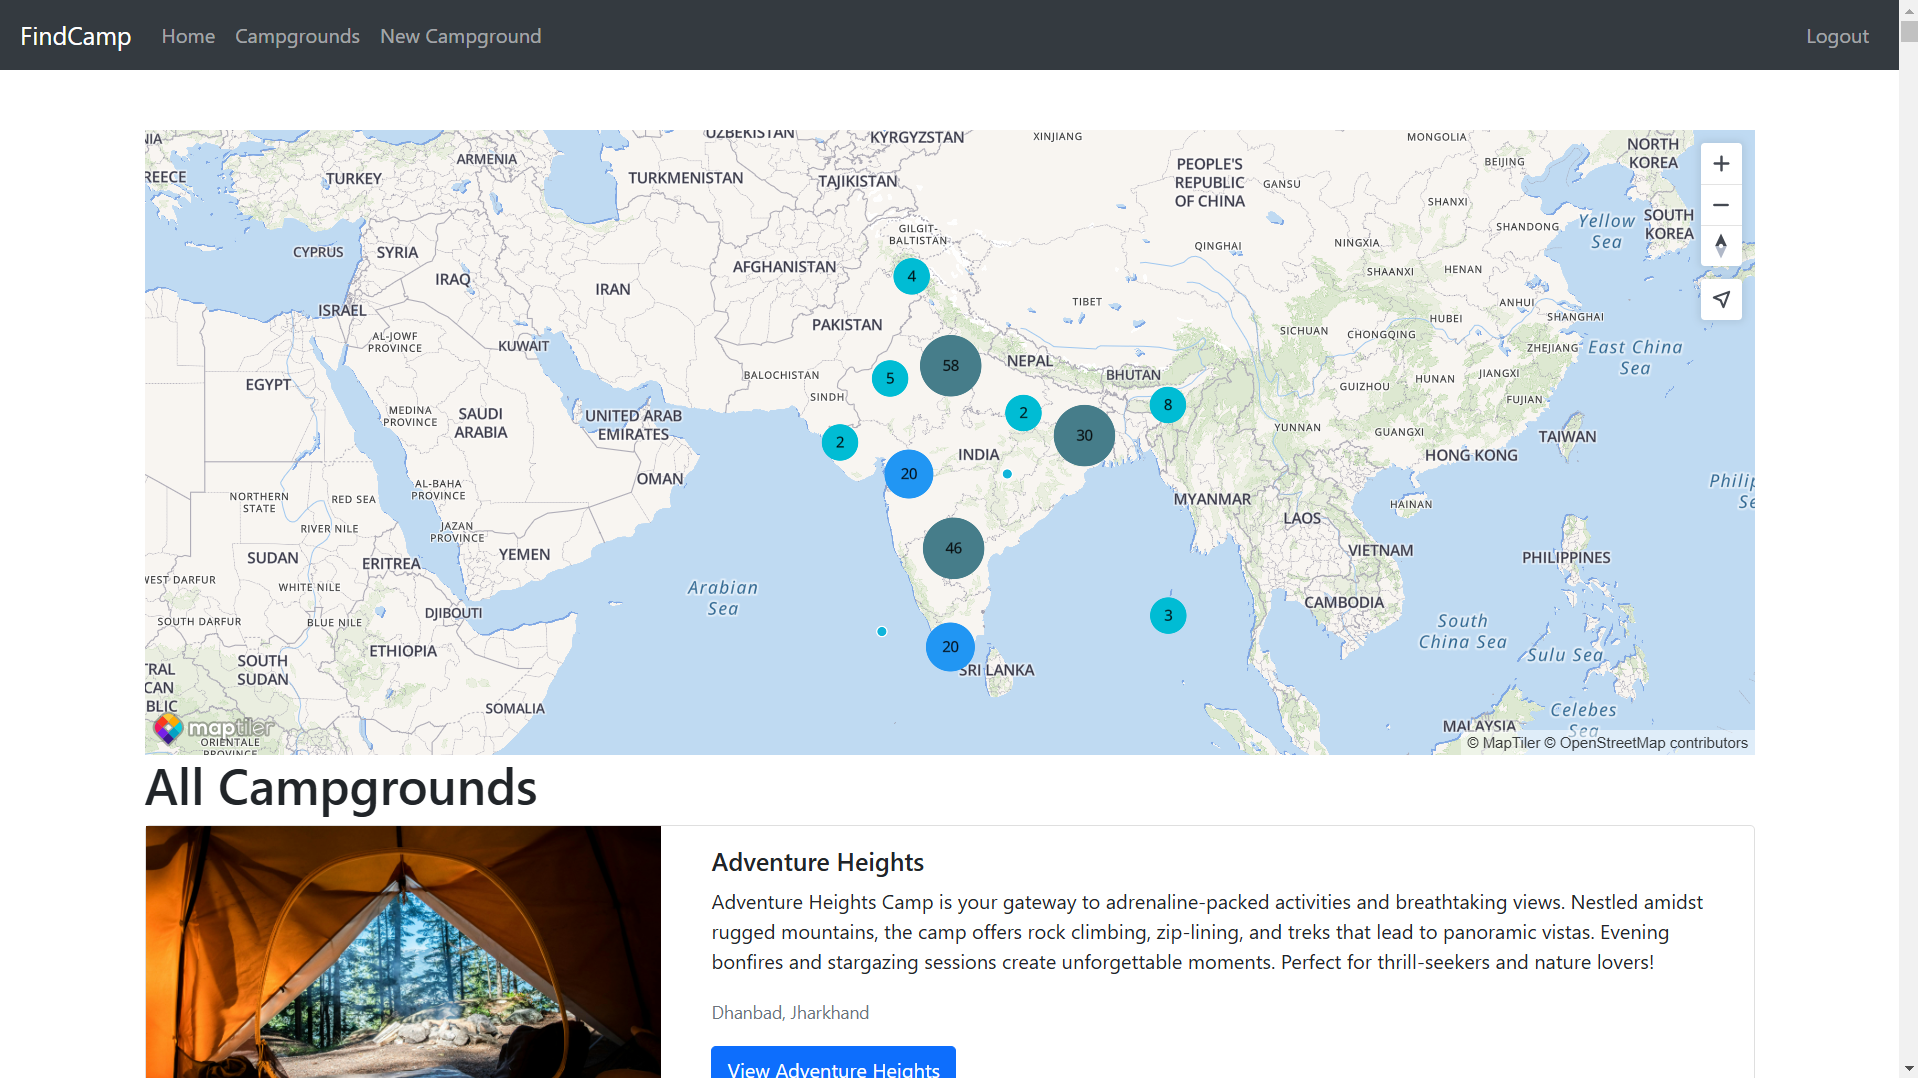 FindCamp Home Campgrounds New Campground Logout
UZBEKISTAN
KYRGYZSTAN
XINJIANG
MONGOLIA
NORTH
KOREA
ARMENIA
BEIJING
TURKEY
TURKMENISTAN
TAJIKISTAN
PEOPLE'S
REPUBLIC
OF CHINA
GANSU
SHANXI
SHANDONG
Yellow
Sea
SOUTH
KOREA
GILGIT-
BALTISTAN
QINGHAI
NINGXIA
CYPRUS
SYRIA
AFGHANISTAN
SHAANXI
HENAN
IRAQ
IRAN
4
TIBET
ANHUI
SHANGHAI
ISRAEL
PAKISTAN
SICHUAN
CHONGQING
HUBEI
AL-JOWF
PROVINCE
KUWAIT
ZHEJIANG
East China
Sea
NEPAL
BHUTAN
58
5
BALOCHISTAN
EGYPT
GUIZHOU
HUNAN
JIANGXI
SINDH
FUJIAN
MEDINA
PROVINCE
SAUDI
ARABIA
UNITED ARAB
EMIRATES
2
8
YUNNAN
GUANGXI
TAIWAN
2
30
INDIA
HONG KONG
20
OMAN
AL-BAHA
PROVINCE
NORTHERN
STATE
RED SEA
MYANMAR
HAINAN
LAOS
RIVER NILE
JAZAN
PROVINCE
46
SUDAN
ERITREA
YEMEN
VIETNAM
PHILIPPINES
WEST DARFUR
WHITE NILE
Arabian
Sea
CAMBODIA
DJIBOUTI
3
SOUTH DARFUR
BLUE NILE
South
China Sea
ETHIOPIA
20
Sulu Sea
SOUTH
SUDAN
SRI LANKA
SOMALIA
Celebes
Sea
MALAYSIA
maptiler
ORIENTALE
PROVINCE
© MapTiler © OpenStreetMap contributors
All Campgrounds
Adventure Heights
Adventure Heights Camp is your gateway to adrenaline-packed activities and breathtaking views. Nestled amidst
rugged mountains, the camp offers rock climbing, zip-lining, and treks that lead to panoramic vistas. Evening
bonfires and stargazing sessions create unforgettable moments. Perfect for thrill-seekers and nature lovers!
Dhanbad, Jharkhand
View Adventure Heights